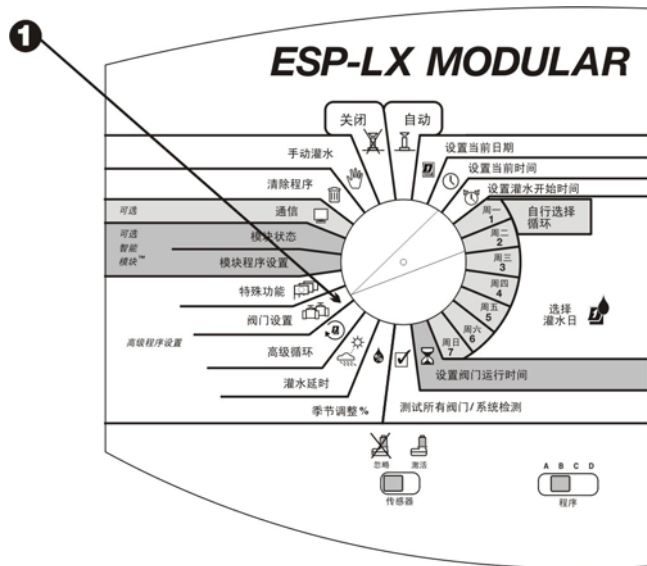 1
ESP-LX MODULAR
关闭
自动
手动灌水
清除程序
可选
通信
可选
智能
模块™
模块状态
模块程序设置
特殊功能
阀门设置
高级程序设置
高级循环
灌水延时
季节调整%
设置当前日期
设置当前时间
设置灌水开始时间
周一
1
周二
2
周三
3
周四
4
周五
5
周六
6
周日
7
自行选择
循环
选择
灌水日
设置阀门运行时间
测试所有阀门/系统检测
忽略
激活
传感器
A B C D
程序